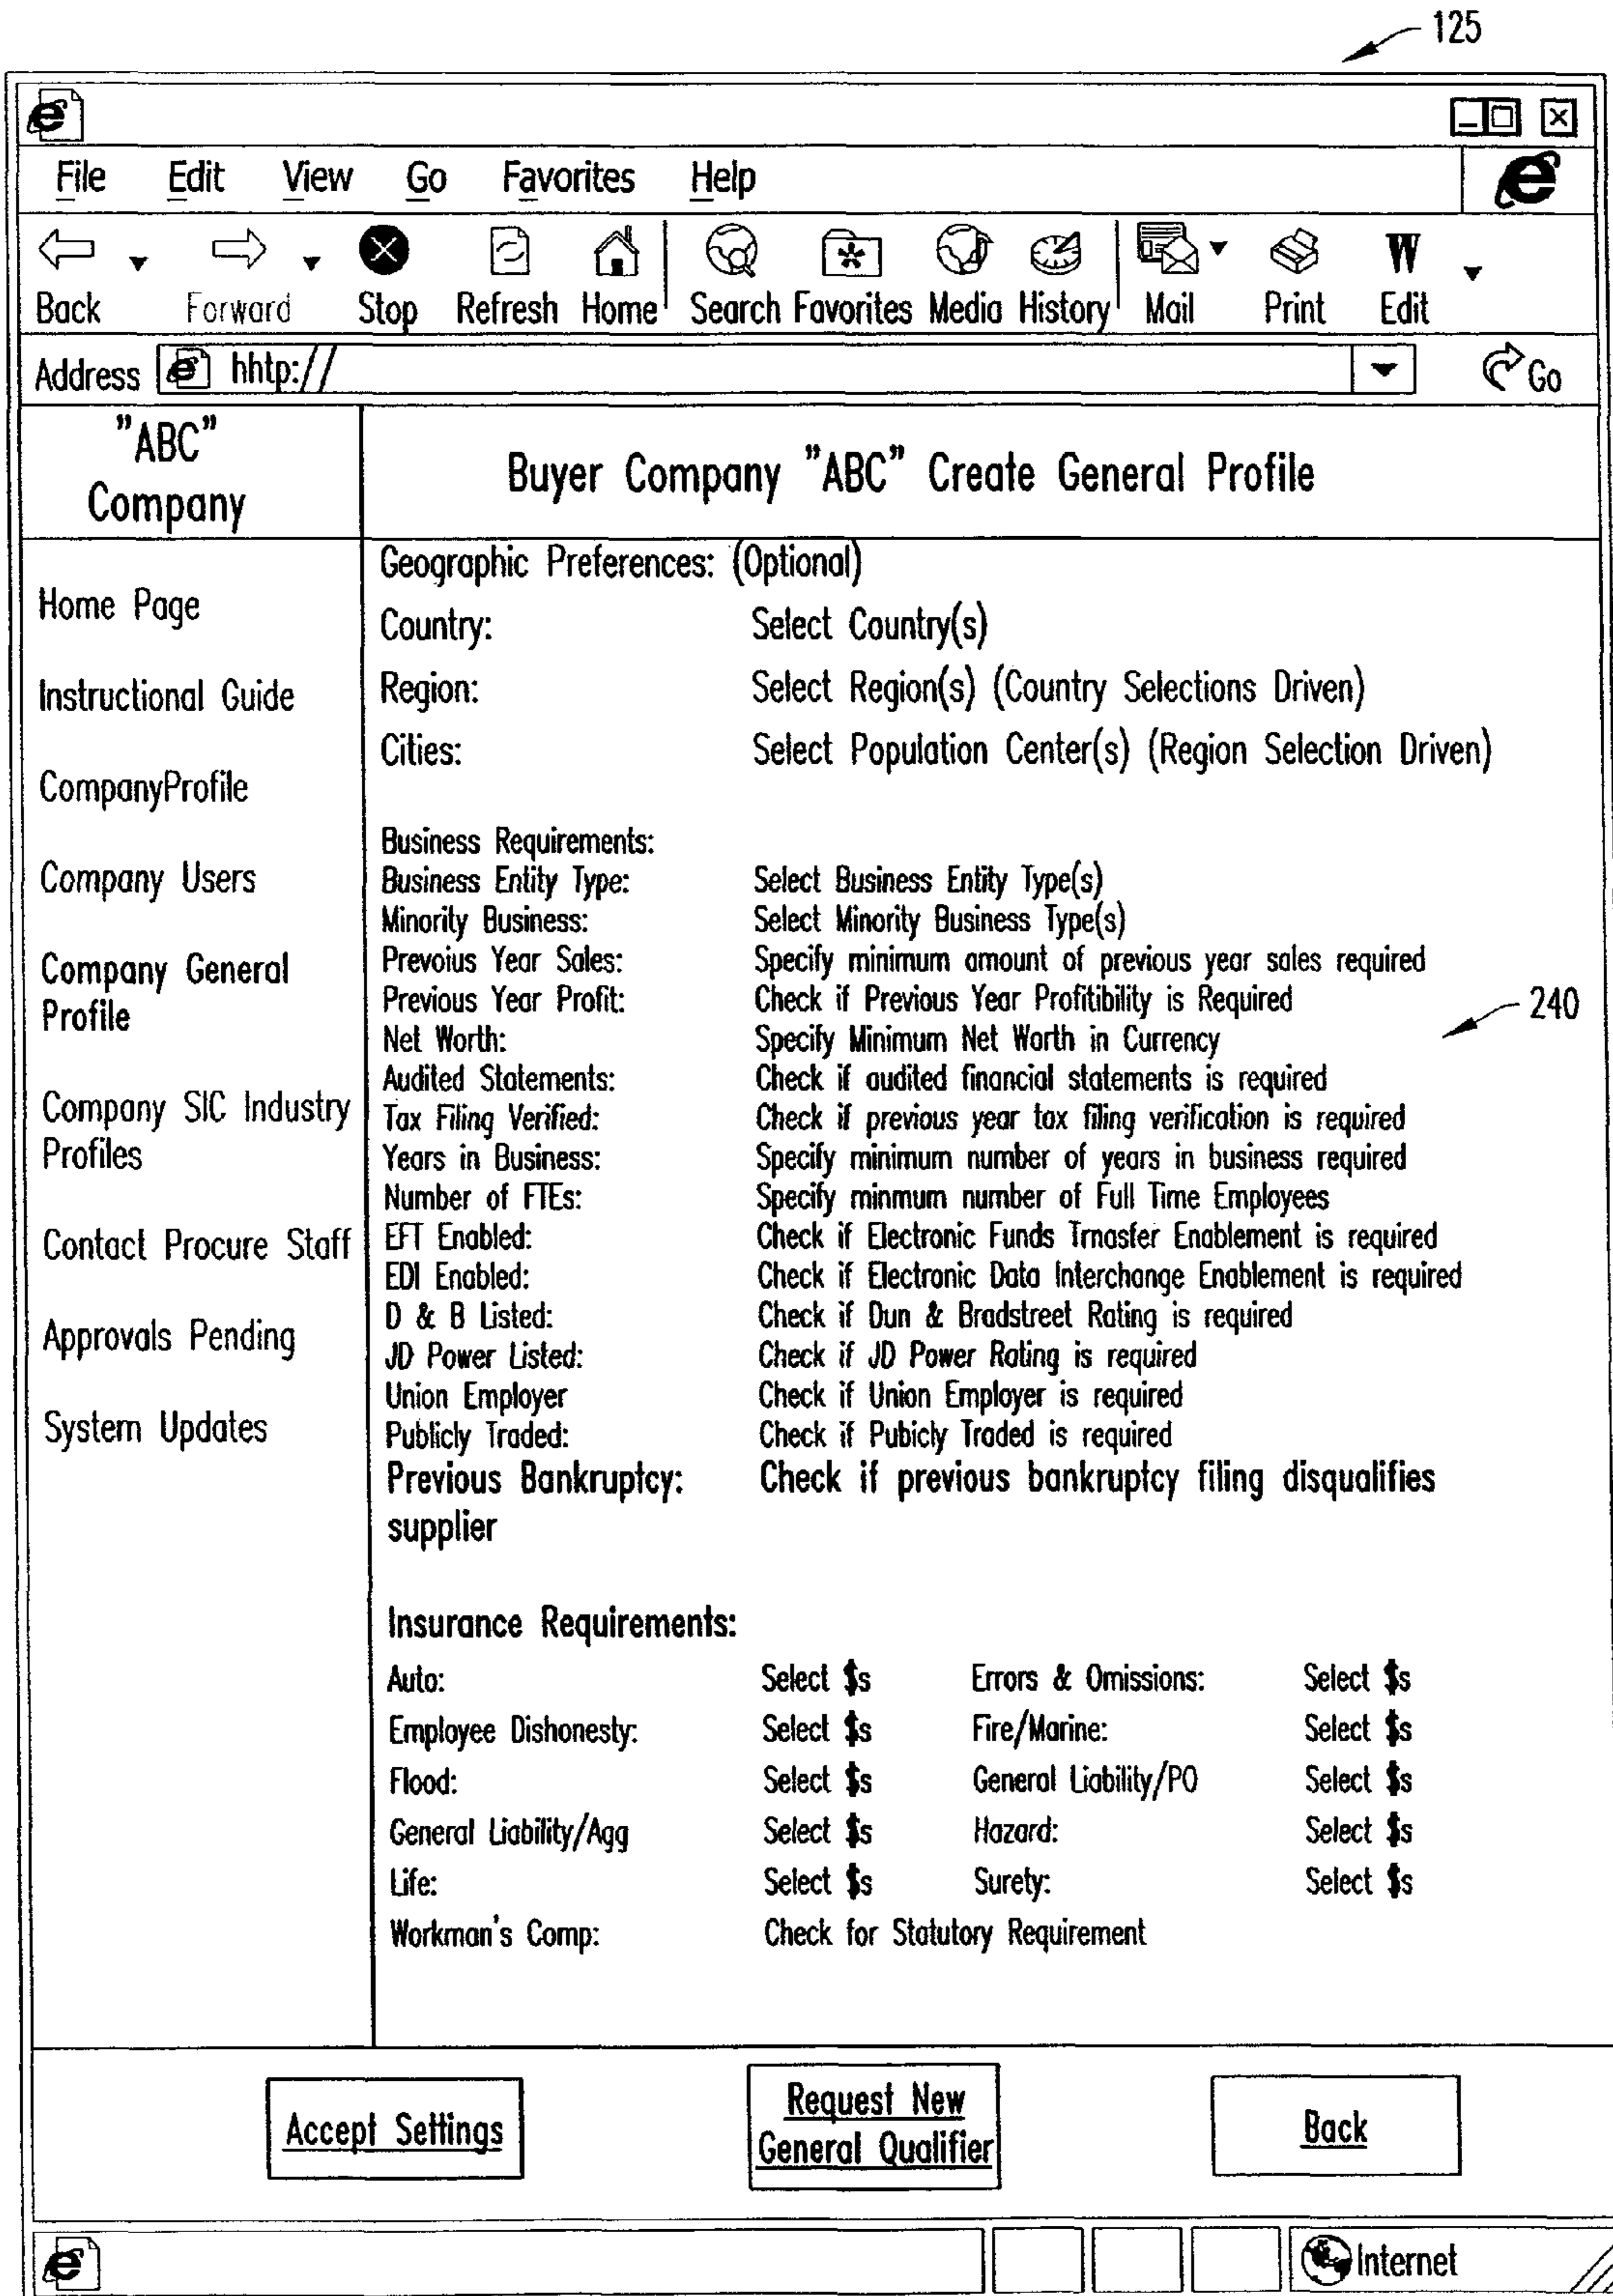 125
File Edit View Go Favorites Help
Back Forward Stop Refresh Home Search Favorites Media History Mail Print Edit
Address hhtp:// Go
"ABC"
Company
Buyer Company "ABC" Create General Profile
Home Page
Instructional Guide
CompanyProfile
Company Users
Company General
Profile
Company SIC Industry
Profiles
Contact Procure Staff
Approvals Pending
System Updates
Geographic Preferences: (Optional)
Country: Select Country(s)
Region: Select Region(s) (Country Selections Driven)
Cities: Select Population Center(s) (Region Selection Driven)
Business Requirements:
Business Entity Type: Select Business Entity Type(s)
Minority Business: Select Minority Business Type(s)
Prevoius Year Sales: Specify minimum amount of previous year sales required
Previous Year Profit: Check if Previous Year Profitibility is Required
240
Net Worth: Specify Minimum Net Worth in Currency
Audited Statements: Check if audited financial statements is required
Tax Filing Verified: Check if previous year tax filing verification is required
Years in Business: Specify minimum number of years in business required
Number of FTEs: Specify minmum number of Full Time Employees
EFT Enabled: Check if Electronic Funds Trnasfer Enablement is required
EDI Enabled: Check if Electronic Data Interchange Enablement is required
D & B Listed: Check if Dun & Bradstreet Rating is required
JD Power Listed: Check if JD Power Rating is required
Union Employer Check if Union Employer is required
Publicly Traded: Check if Pubicly Traded is required
Previous Bankruptcy: Check if previous bankruptcy filing disqualifies
supplier
Insurance Requirements:
Auto: Select $s Errors & Omissions: Select $s
Employee Dishonesty: Select $s Fire/Marine: Select $s
Flood: Select $s General Liability/PO Select $s
General Liability/Agg Select $s Hazard: Select $s
Life: Select $s Surety: Select $s
Workman's Comp: Check for Statutory Requirement
Accept Settings
Request New
General Qualifier
Back
Internet